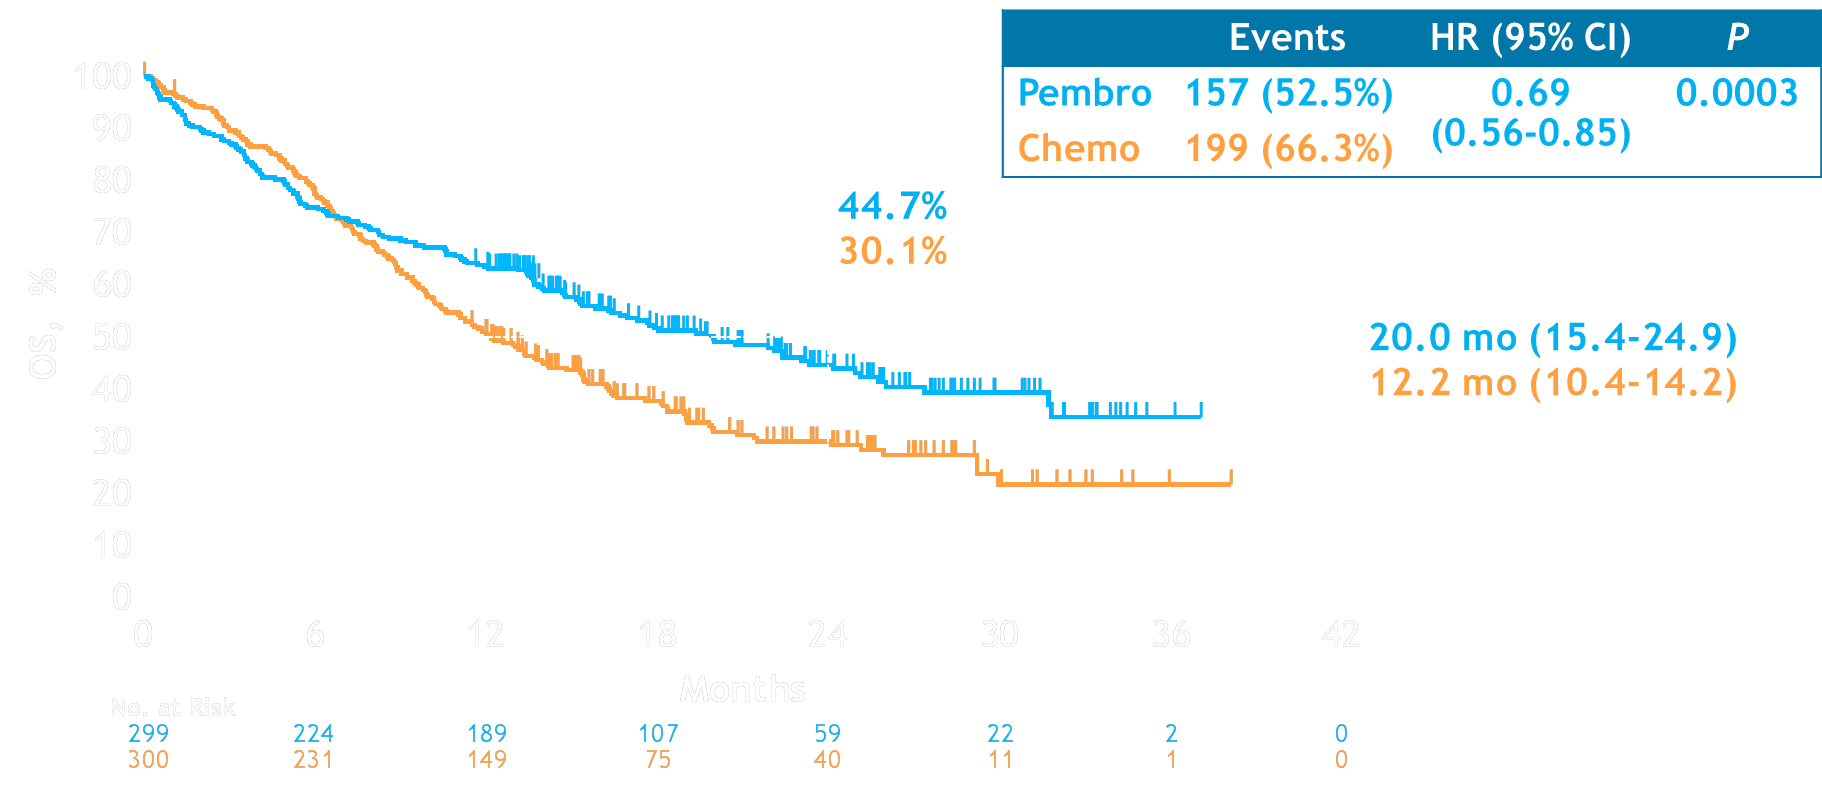 Events HR (95% CI) P
Pembro 157 (52.5%) 0.69 (0.56-0.85) 0.0003
Chemo 199 (66.3%)
44.7%
30.1%
20.0 mo (15.4-24.9)
12.2 mo (10.4-14.2)
OS, %
100
90
80
70
60
50
40
30
20
10
0
0 6 12 18 24 30 36 42
Months
No. at Risk
299 224 189 107 59 22 2 0
300 231 149 75 40 11 1 0